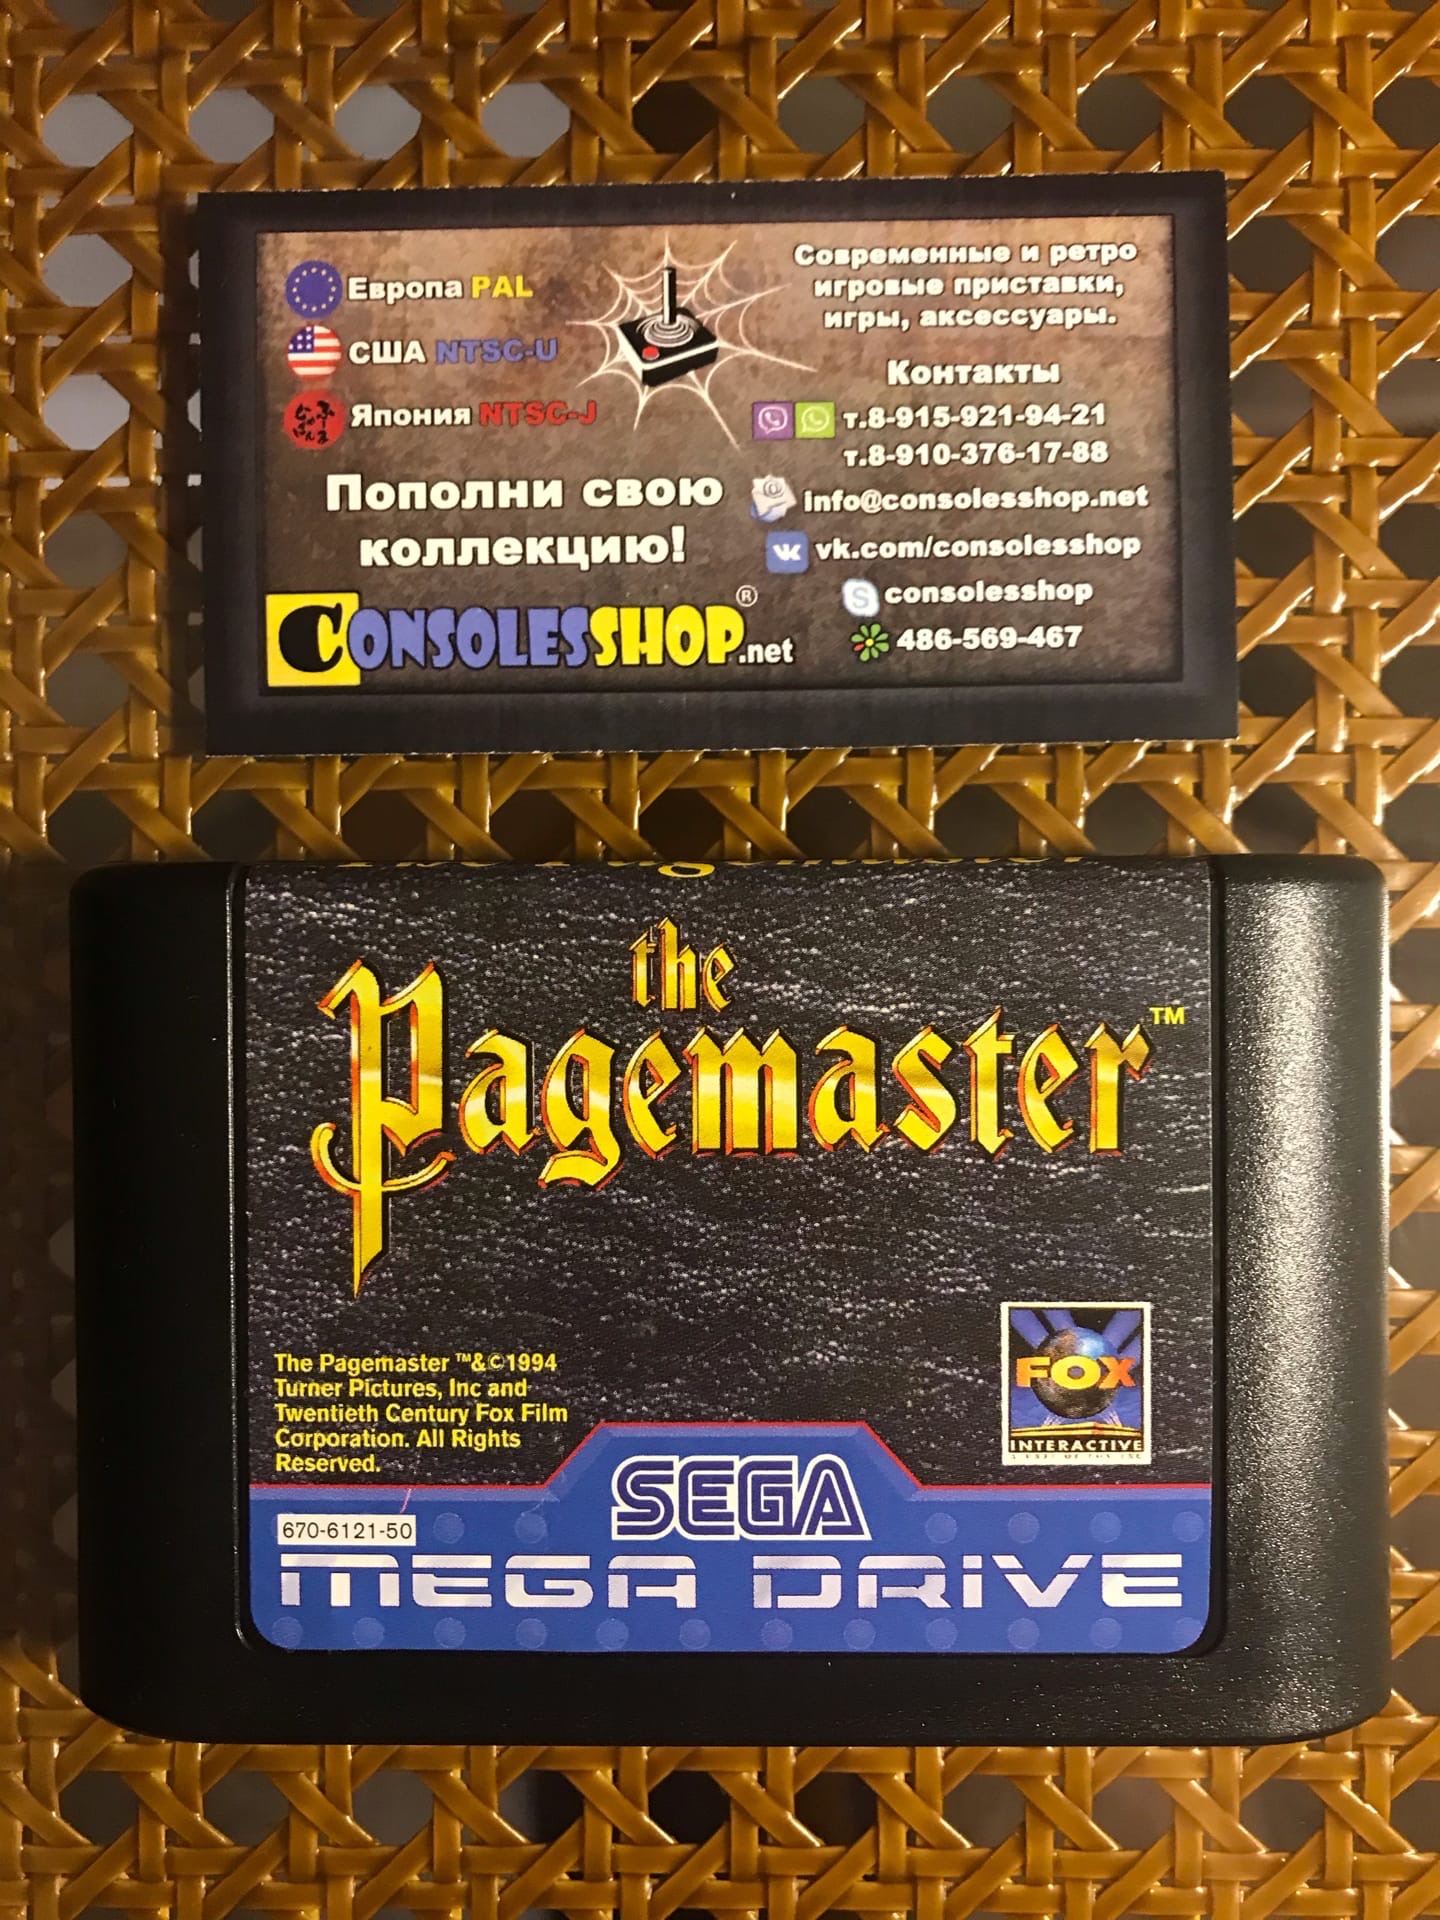 Европа PAL
США NTSC-U
Япония NTSC-J
Пополни свою
коллекцию!
CONSOLESSHOP.net ®
Современные и ретро
игровые приставки,
игры, аксессуары.
Контакты
т.8-915-921-94-21
т.8-910-376-17-88
info@consolesshop.net
vk.com/consolesshop
consolesshop
486-569-467
The Pagemaster
the
Pagemaster™
The Pagemaster ™&©1994
Turner Pictures, Inc and
Twentieth Century Fox Film
Corporation. All Rights
Reserved.
FOX
INTERACTIVE
670-6121-50
SEGA
MEGA DRIVE